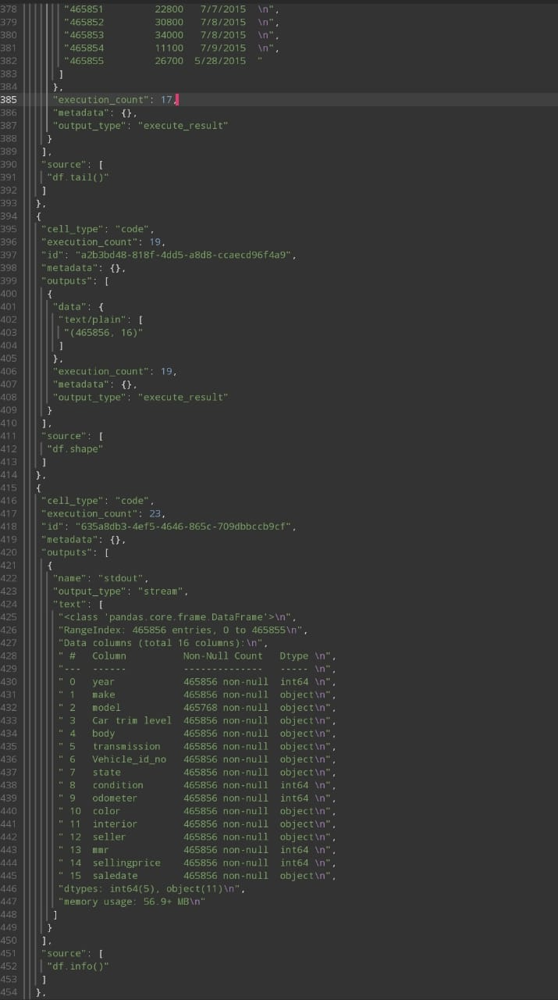 378 "465851         22800   7/7/2015  \n",
379 "465852         30800   7/8/2015  \n",
380 "465853         34000   7/8/2015  \n",
381 "465854         11100   7/9/2015  \n",
382 "465855         26700  5/28/2015  "
383 ]
384 },
385 "execution_count": 17,
386 "metadata": {},
387 "output_type": "execute_result"
388 }
389 ],
390 "source": [
391 "df.tail()"
392 ]
393 },
394 {
395 "cell_type": "code",
396 "execution_count": 19,
397 "id": "a2b3bd48-818f-4dd5-a8d8-ccaecd96f4a9",
398 "metadata": {},
399 "outputs": [
400 {
401 "data": {
402 "text/plain": [
403 "(465856, 16)"
404 ]
405 },
406 "execution_count": 19,
407 "metadata": {},
408 "output_type": "execute_result"
409 }
410 ],
411 "source": [
412 "df.shape"
413 ]
414 },
415 {
416 "cell_type": "code",
417 "execution_count": 23,
418 "id": "635a8db3-4ef5-4646-865c-709dbbccb9cf",
419 "metadata": {},
420 "outputs": [
421 {
422 "name": "stdout",
423 "output_type": "stream",
424 "text": [
425 "<class 'pandas.core.frame.DataFrame'>\n",
426 "RangeIndex: 465856 entries, 0 to 465855\n",
427 "Data columns (total 16 columns):\n",
428 " #   Column          Non-Null Count   Dtype \n",
429 "---  ------          --------------   ----- \n",
430 " 0   year            465856 non-null  int64 \n",
431 " 1   make            465856 non-null  object\n",
432 " 2   model           465768 non-null  object\n",
433 " 3   Car trim level  465856 non-null  object\n",
434 " 4   body            465856 non-null  object\n",
435 " 5   transmission    465856 non-null  object\n",
436 " 6   Vehicle_id_no   465856 non-null  object\n",
437 " 7   state           465856 non-null  object\n",
438 " 8   condition       465856 non-null  int64 \n",
439 " 9   odometer        465856 non-null  int64 \n",
440 " 10  color           465856 non-null  object\n",
441 " 11  interior        465856 non-null  object\n",
442 " 12  seller          465856 non-null  object\n",
443 " 13  mmr             465856 non-null  int64 \n",
444 " 14  sellingprice    465856 non-null  int64 \n",
445 " 15  saledate        465856 non-null  object\n",
446 "dtypes: int64(5), object(11)\n",
447 "memory usage: 56.9+ MB\n"
448 ]
449 }
450 ],
451 "source": [
452 "df.info()"
453 ]
454 },